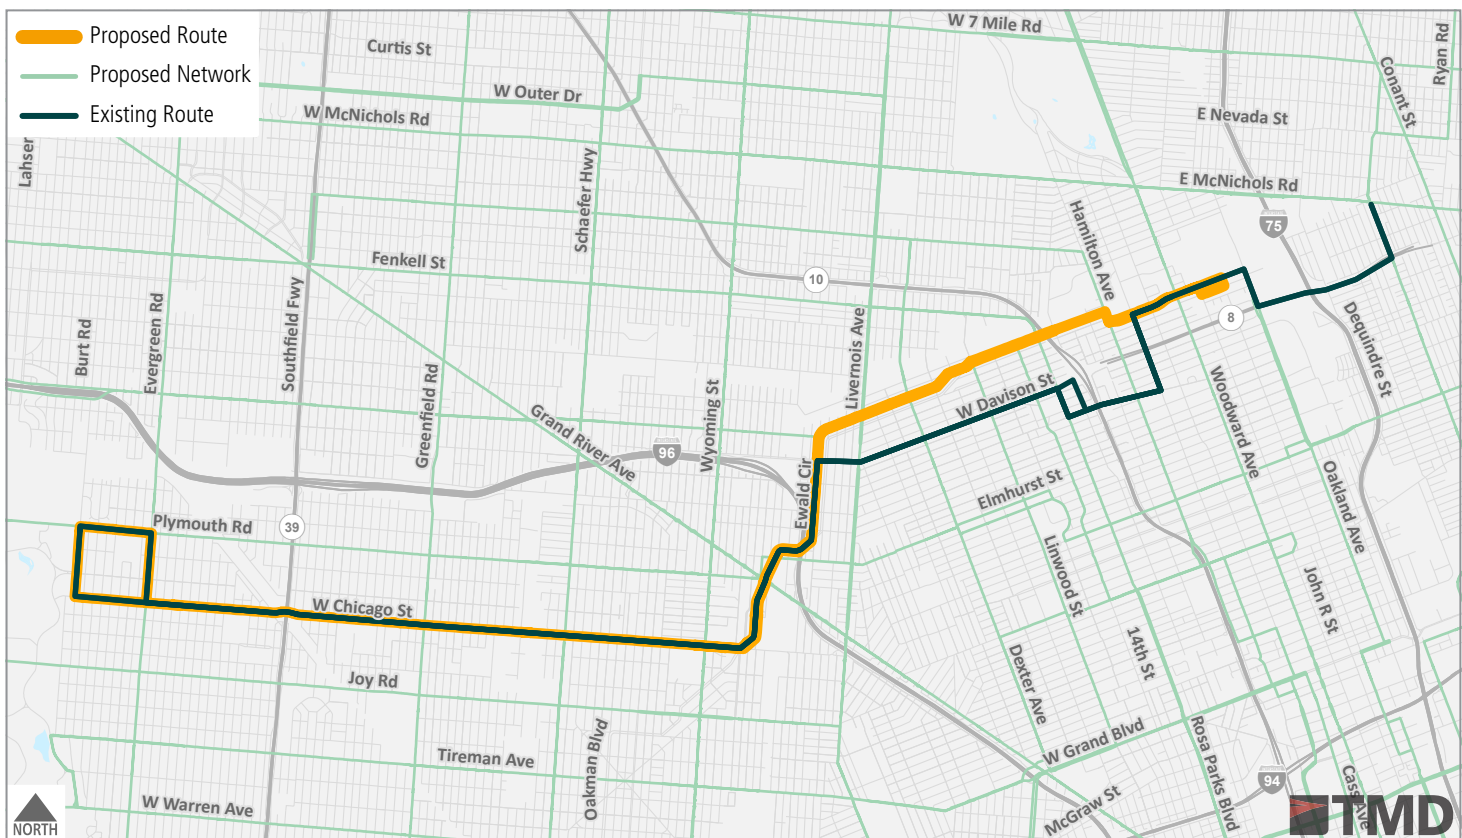 Proposed Route
Proposed Network
Existing Route
W 7 Mile Rd
Curtis St
W Outer Dr
W McNichols Rd
Lahser
Schaefer Hwy
Conant St
Ryan Rd
E Nevada St
E McNichols Rd
75
Hamilton Ave
Fenkell St
10
8
Burt Rd
Evergreen Rd
Southfield Fwy
Greenfield Rd
Grand River Ave
Wyoming St
Livernois Ave
Dequindre St
W Davison St
Woodward Ave
96
Ewald Cir
Elmhurst St
Oakland Ave
Plymouth Rd
39
Linwood St
John R St
W Chicago St
14th St
Dexter Ave
Joy Rd
Oakman Blvd
W Grand Blvd
Rosa Parks Blvd
Tireman Ave
94
Cass Ave
W Warren Ave
McGraw St
NORTH
TMD